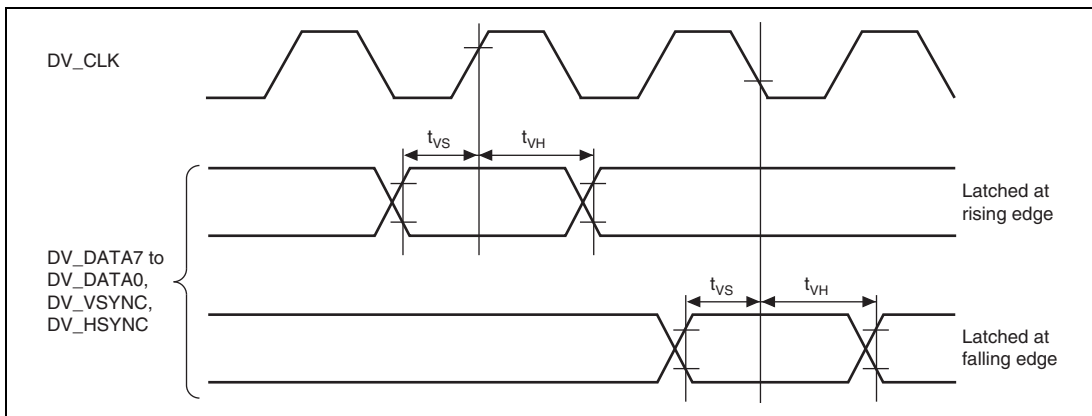 DV_CLK
tVS
tVH
Latched at
rising edge
DV_DATA7 to
DV_DATA0,
DV_VSYNC,
DV_HSYNC
tVS
tVH
Latched at
falling edge